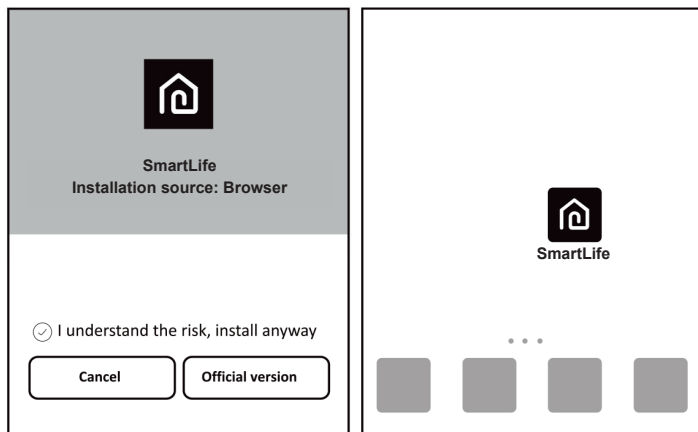 SmartLife
Installation source: Browser
I understand the risk, install anyway
Cancel
Official version
SmartLife